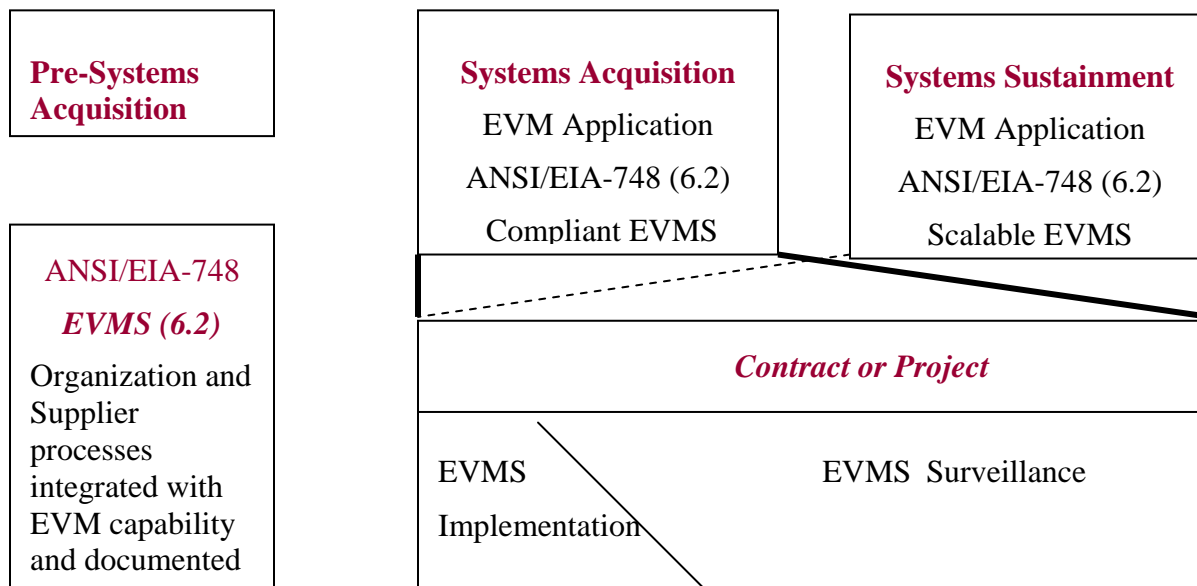 Pre-Systems
Acquisition
Systems Acquisition
EVM Application
ANSI/EIA-748 (6.2)
Compliant EVMS
Systems Sustainment
EVM Application
ANSI/EIA-748 (6.2)
Scalable EVMS
ANSI/EIA-748
EVMS (6.2)
Organization and
Supplier
processes
integrated with
EVM capability
and documented
Contract or Project
EVMS
Implementation
EVMS Surveillance